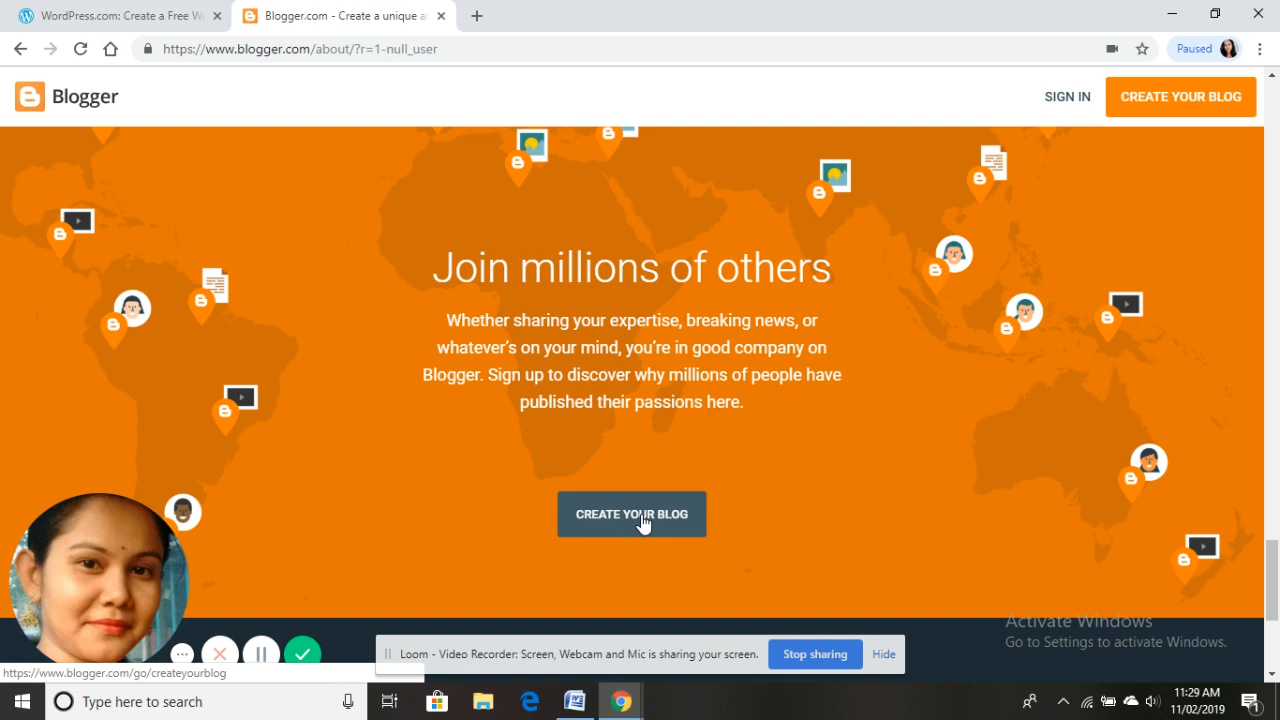 WordPress.com: Create a Free W
Blogger.com - Create a unique a
https://www.blogger.com/about/?r=1-null_user
Paused
Blogger
SIGN IN
CREATE YOUR BLOG
Join millions of others
Whether sharing your expertise, breaking news, or
whatever's on your mind, you're in good company on
Blogger. Sign up to discover why millions of people have
published their passions here.
CREATE YOUR BLOG
Activate Windows
Go to Settings to activate Windows.
Loom - Video Recorder: Screen, Webcam and Mic is sharing your screen.
Stop sharing
Hide
https://www.blogger.com/go/createyourblog
Type here to search
11:29 AM
11/02/2019
1